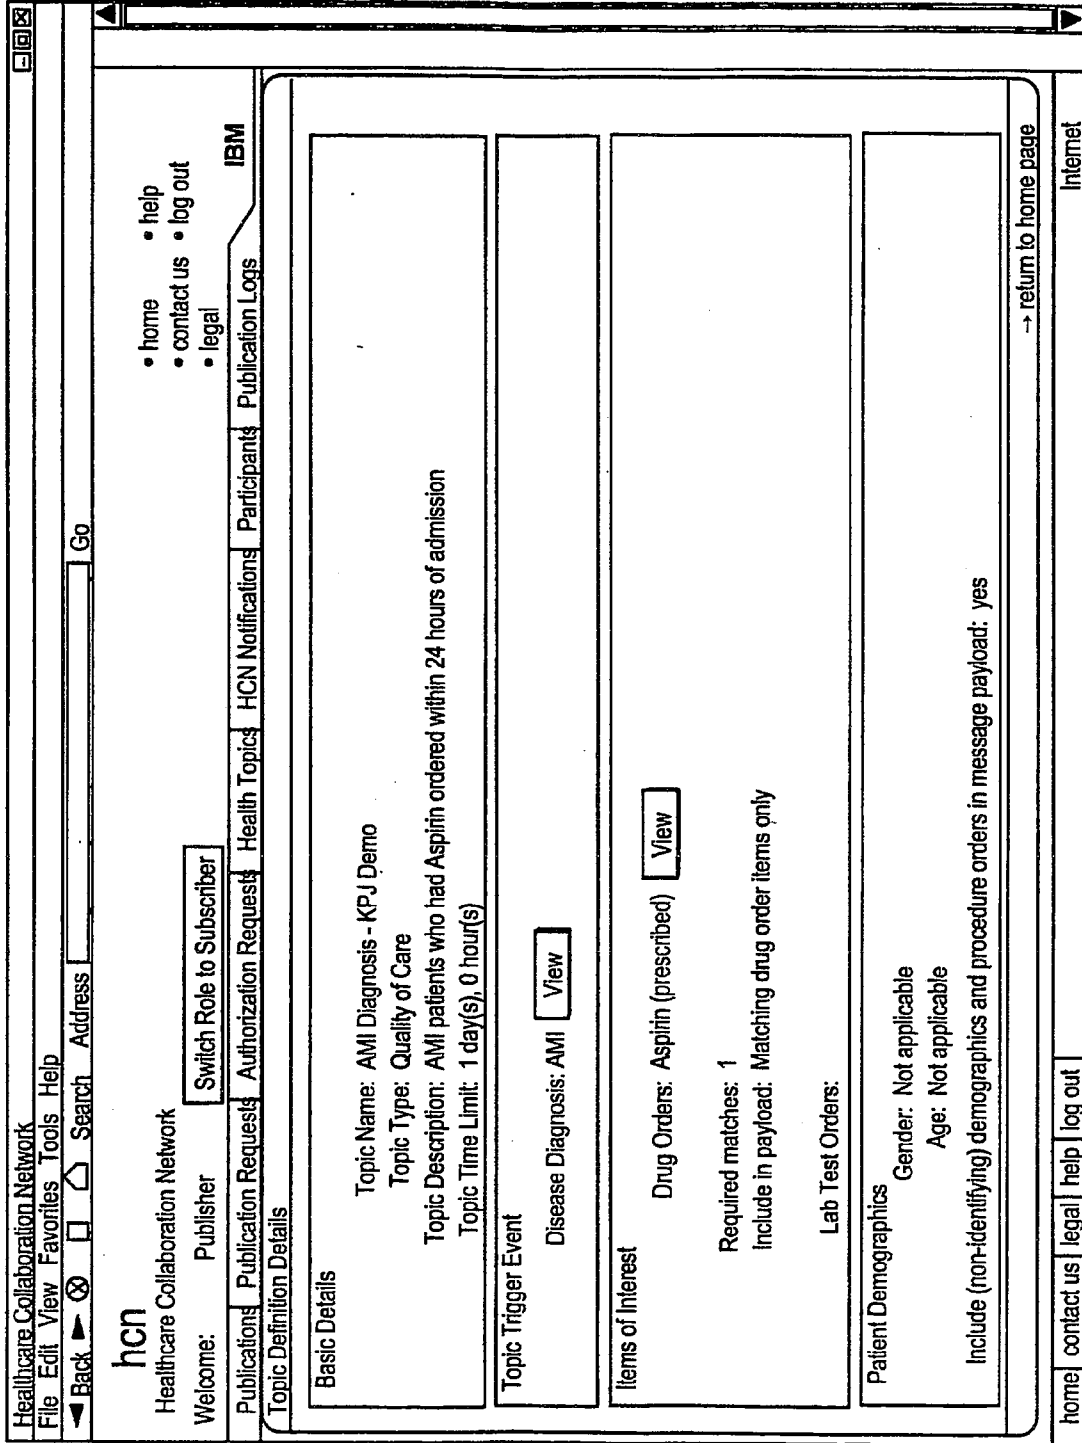 Healthcare Collaboration Network
File Edit View Favorites Tools Help
Back Search Address Go
hcn
Healthcare Collaboration Network
• home • help
• contact us • log out
• legal
Welcome: Publisher Switch Role to Subscriber
IBM
Publications Publication Requests Authorization Requests Health Topics HCN Notifications Participants Publication Logs
Topic Definition Details
Basic Details
Topic Name: AMI Diagnosis - KPJ Demo
Topic Type: Quality of Care
Topic Description: AMI patients who had Aspirin ordered within 24 hours of admission
Topic Time Limit: 1 day(s), 0 hour(s)
Topic Trigger Event
Disease Diagnosis: AMI View
Items of Interest
Drug Orders: Aspirin (prescribed) View
Required matches: 1
Include in payload: Matching drug order items only
Lab Test Orders:
Patient Demographics
Gender: Not applicable
Age: Not applicable
Include (non-identifying) demographics and procedure orders in message payload: yes
→ return to home page
home | contact us | legal | help | log out |
Internet